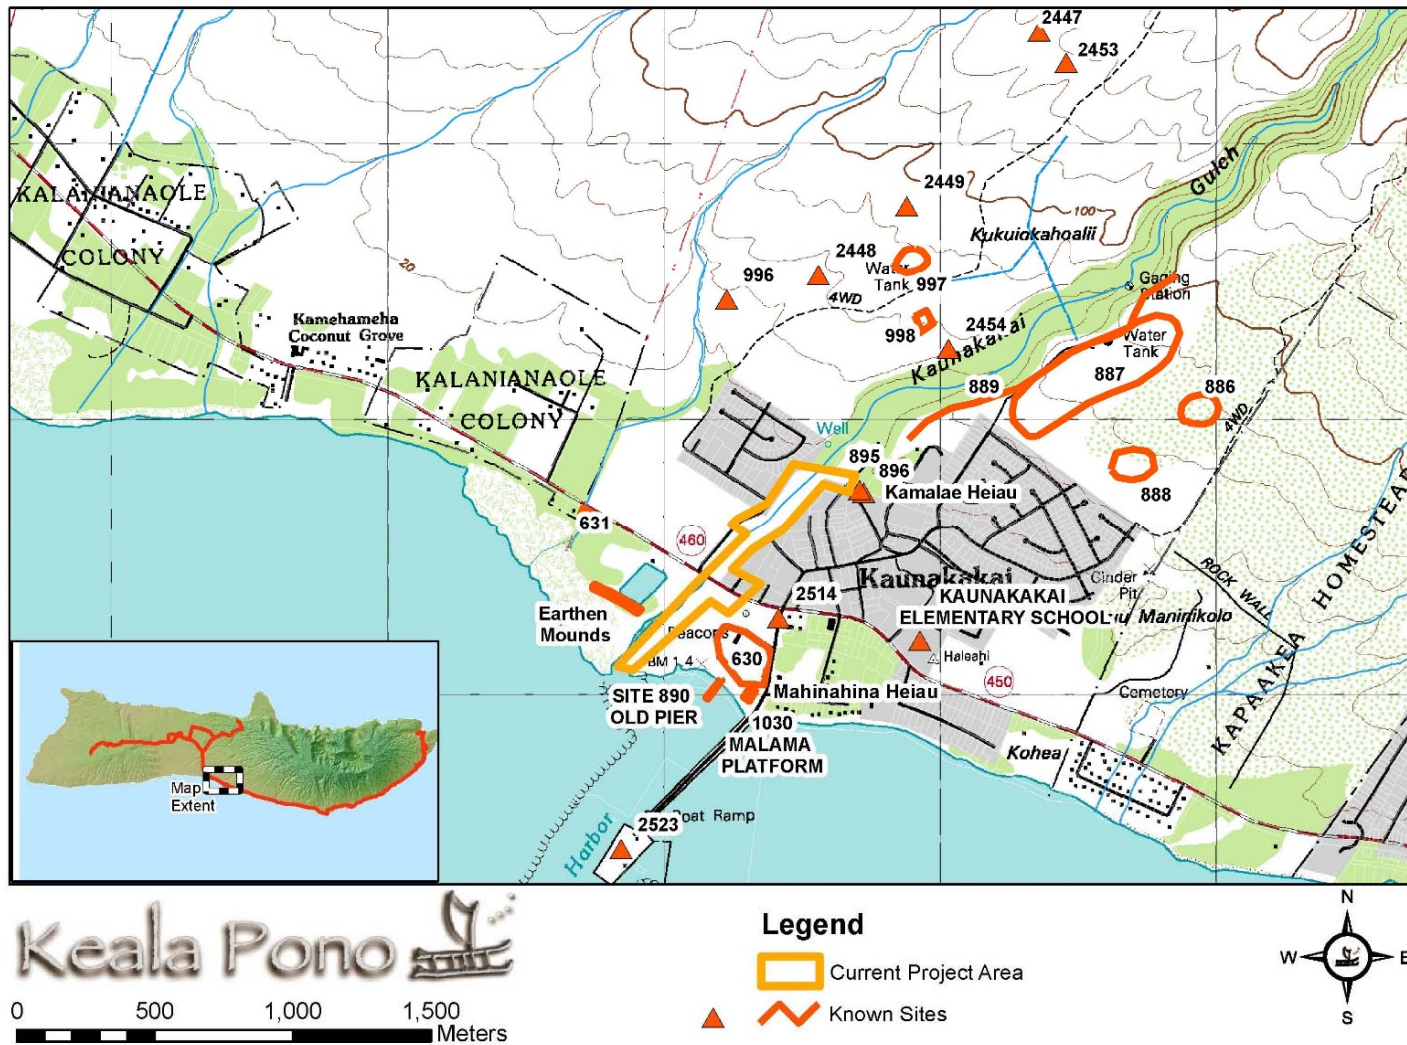 2447
2453
Gulch
2449
100
Kukuiokahoalii
KALANIANAOLE
COLONY
20
2448
Water
Tank
996
997
4WD
Gaging
Station
998
2454
Kaunakakai
Water
Tank
Kamehameha
Coconut Grove
889
887
886
4WD
KALANIANAOLE
COLONY
Well
895
896
888
Kamalae Heiau
631
460
HOMESTEAD
Kaunakakai
Cinder
Pit
ROCK WALL
2514
KAUNAKAKAI
ELEMENTARY SCHOOL
Maninikolo
Earthen
Mounds
Beacons
BM 1.4
630
Haleahi
450
KAPAAKEA
SITE 890
OLD PIER
Mahinahina Heiau
Cemetery
1030
MALAMA
PLATFORM
Kohea
Map
Extent
2523
Boat Ramp
Harbor
Keala Pono
Legend
Current Project Area
Known Sites
0 500 1,000 1,500
Meters
N
W E
S